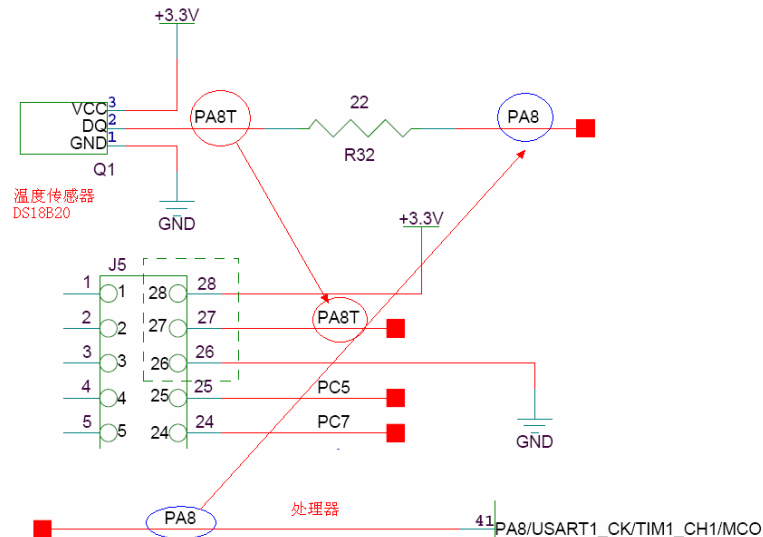 +3.3V
VCC 3
DQ 2
GND 1
Q1
PA8T
22
R32
PA8
温度传感器
DS18B20
GND
+3.3V
J5
1 1 28 28
2 2 27 27 PA8T
3 3 26 26
4 4 25 25 PC5
5 5 24 24 PC7
GND
PA8
处理器
41 PA8/USART1_CK/TIM1_CH1/MCO